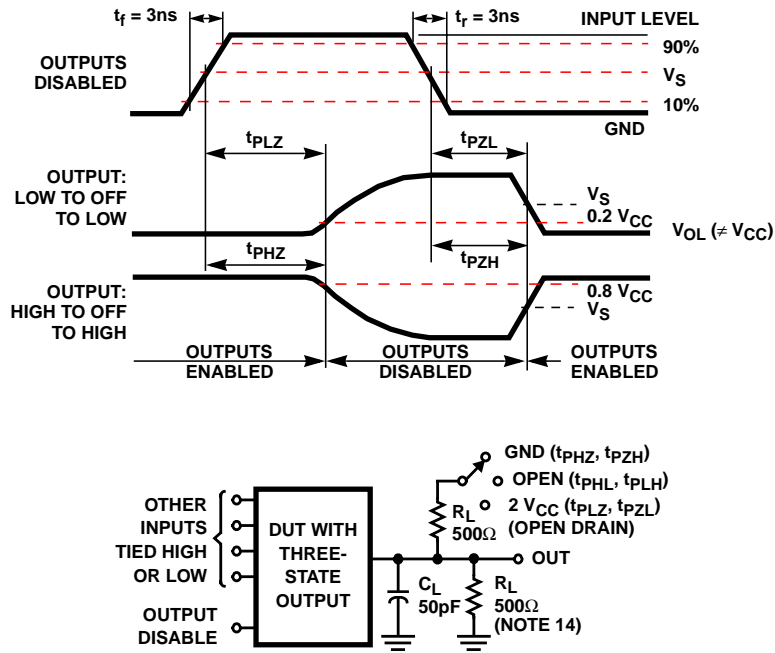 tf = 3ns
tr = 3ns
INPUT LEVEL
90%
OUTPUTS
DISABLED
VS
10%
GND
tPLZ
tPZL
OUTPUT:
LOW TO OFF
TO LOW
VS
0.2 VCC
VOL (≠ VCC)
tPHZ
tPZH
OUTPUT:
HIGH TO OFF
TO HIGH
0.8 VCC
VS
OUTPUTS
ENABLED
OUTPUTS
DISABLED
OUTPUTS
ENABLED
GND (tPHZ, tPZH)
OPEN (tPHL, tPLH)
2 VCC (tPLZ, tPZL)
(OPEN DRAIN)
OTHER
INPUTS
TIED HIGH
OR LOW
DUT WITH
THREE-
STATE
OUTPUT
RL
500Ω
OUT
CL
50pF
RL
500Ω
(NOTE 14)
OUTPUT
DISABLE